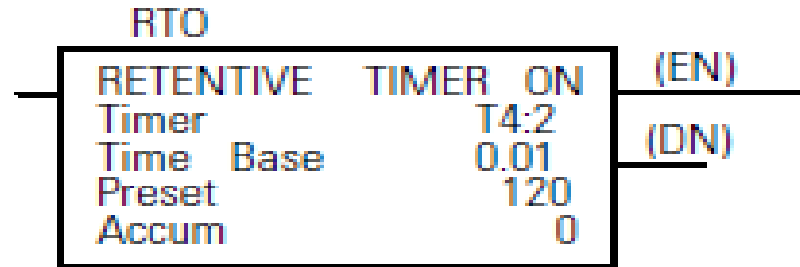 RTO
RETENTIVE TIMER ON (EN)
Timer T4:2
Time Base 0.01 (DN)
Preset 120
Accum 0